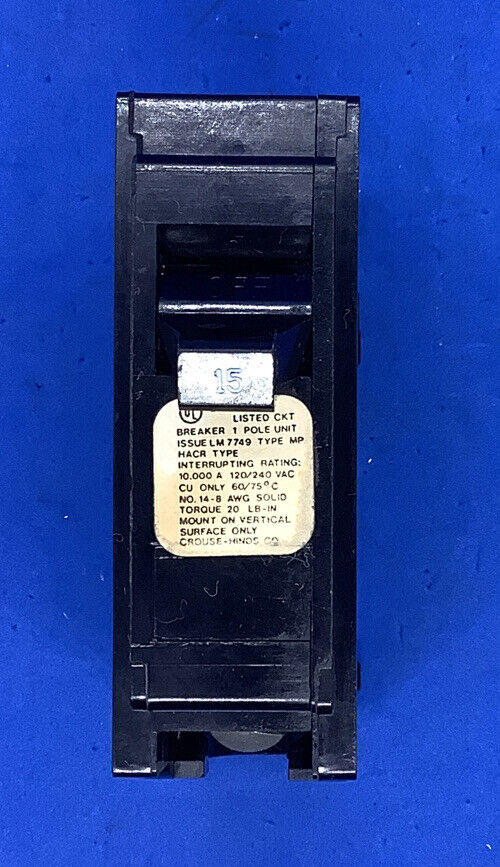 15
UL
LISTED CKT
BREAKER 1 POLE UNIT
ISSUE LM 7749 TYPE MP
HACR TYPE
INTERRUPTING RATING:
10,000 A 120/240 VAC
CU ONLY 60/75°C
NO. 14-8 AWG SOLID
TORQUE 20 LB-IN
MOUNT ON VERTICAL
SURFACE ONLY
CROUSE-HINDS CO.